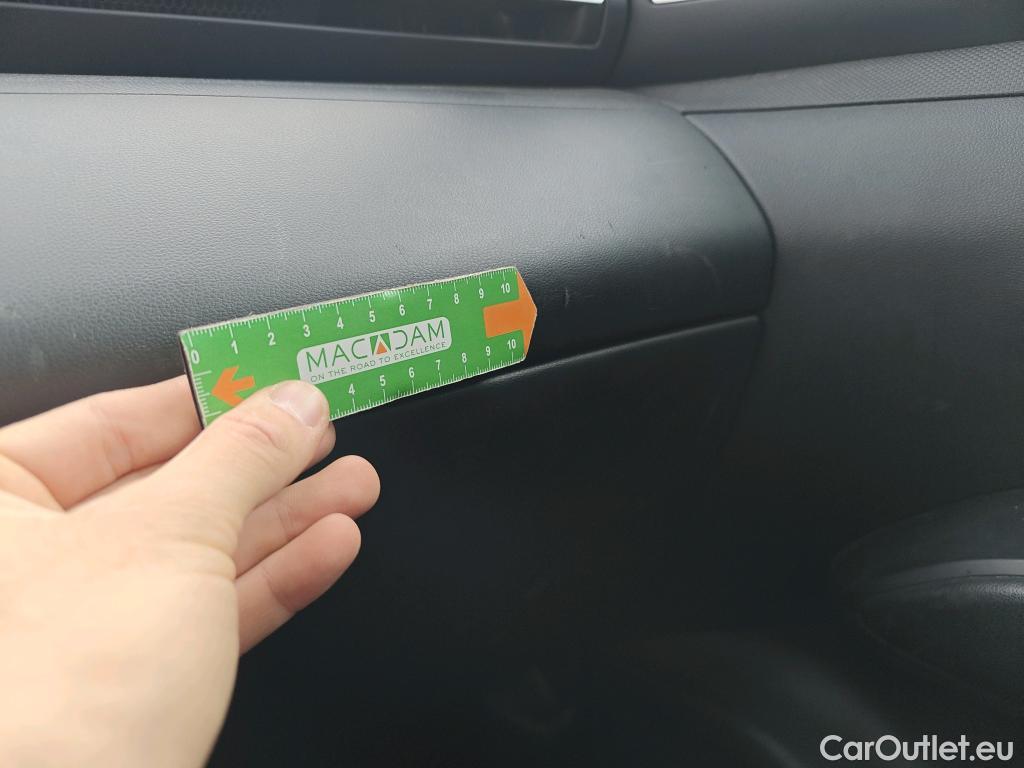 0 1 2 3 4 5 6 7 8 9 10
MACADAM
ON THE ROAD TO EXCELLENCE
4 5 6 7 8 9 10
CarOutlet.eu